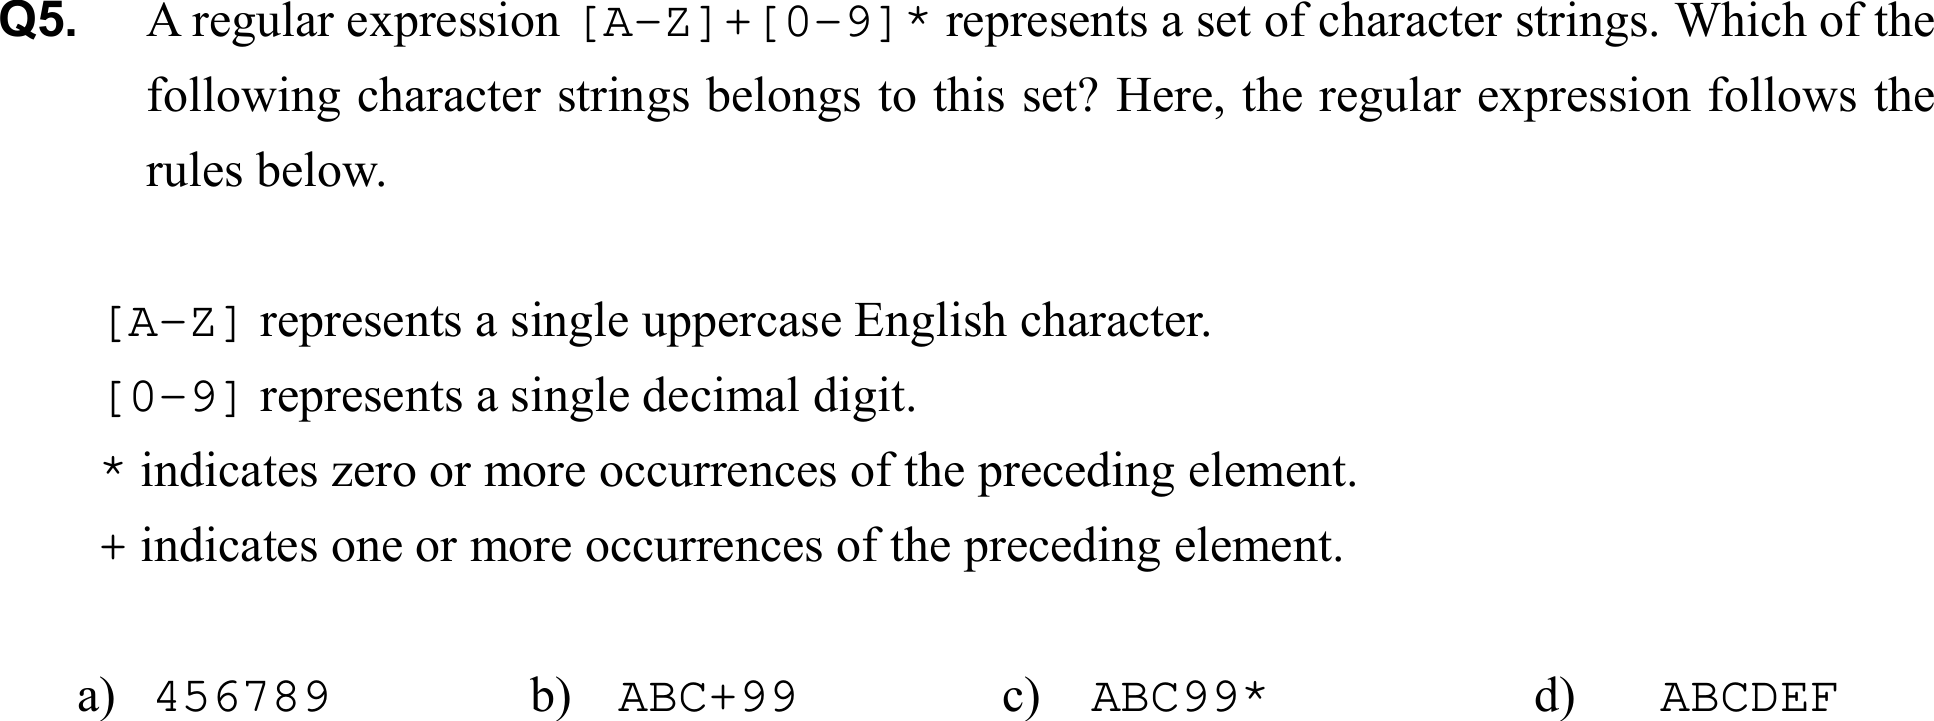 Q5. A regular expression [A-Z]+[0-9]* represents a set of character strings. Which of the
following character strings belongs to this set? Here, the regular expression follows the
rules below.
[A-Z] represents a single uppercase English character.
[0-9] represents a single decimal digit.
* indicates zero or more occurrences of the preceding element.
+ indicates one or more occurrences of the preceding element.
a) 456789 b) ABC+99 c) ABC99* d) ABCDEF